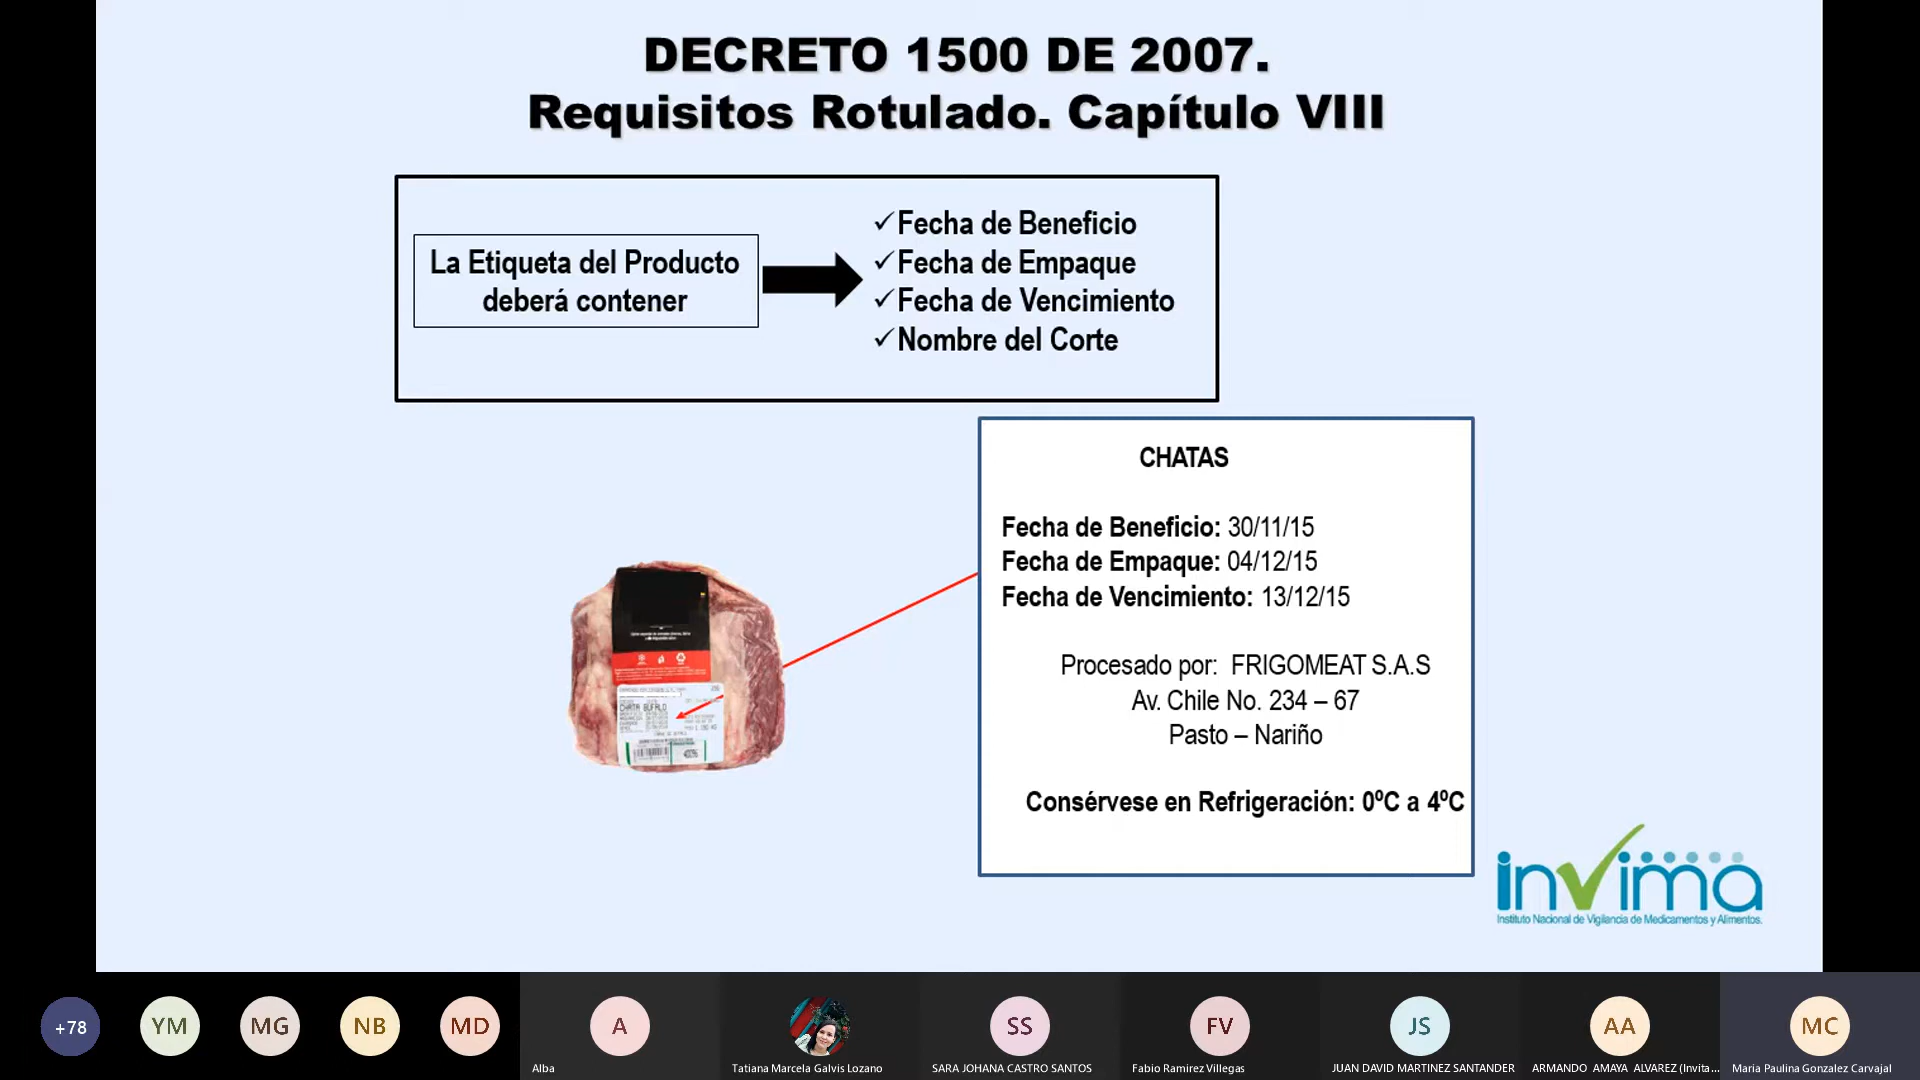 DECRETO 1500 DE 2007.
Requisitos Rotulado. Capítulo VIII
La Etiqueta del Producto
deberá contener
✓Fecha de Beneficio
✓Fecha de Empaque
✓Fecha de Vencimiento
✓Nombre del Corte
CHATAS
Fecha de Beneficio: 30/11/15
Fecha de Empaque: 04/12/15
Fecha de Vencimiento: 13/12/15
Procesado por: FRIGOMEAT S.A.S
Av. Chile No. 234 – 67
Pasto – Nariño
Consérvese en Refrigeración: 0ºC a 4ºC
CHATA BUFALO
invima
Instituto Nacional de Vigilancia de Medicamentos y Alimentos.
+78
YM
MG
NB
MD
A
SS
FV
JS
AA
MC
Alba
Tatiana Marcela Galvis Lozano
SARA JOHANA CASTRO SANTOS
Fabio Ramirez Villegas
JUAN DAVID MARTINEZ SANTANDER
ARMANDO AMAYA ALVAREZ (Invita...
Maria Paulina Gonzalez Carvajal